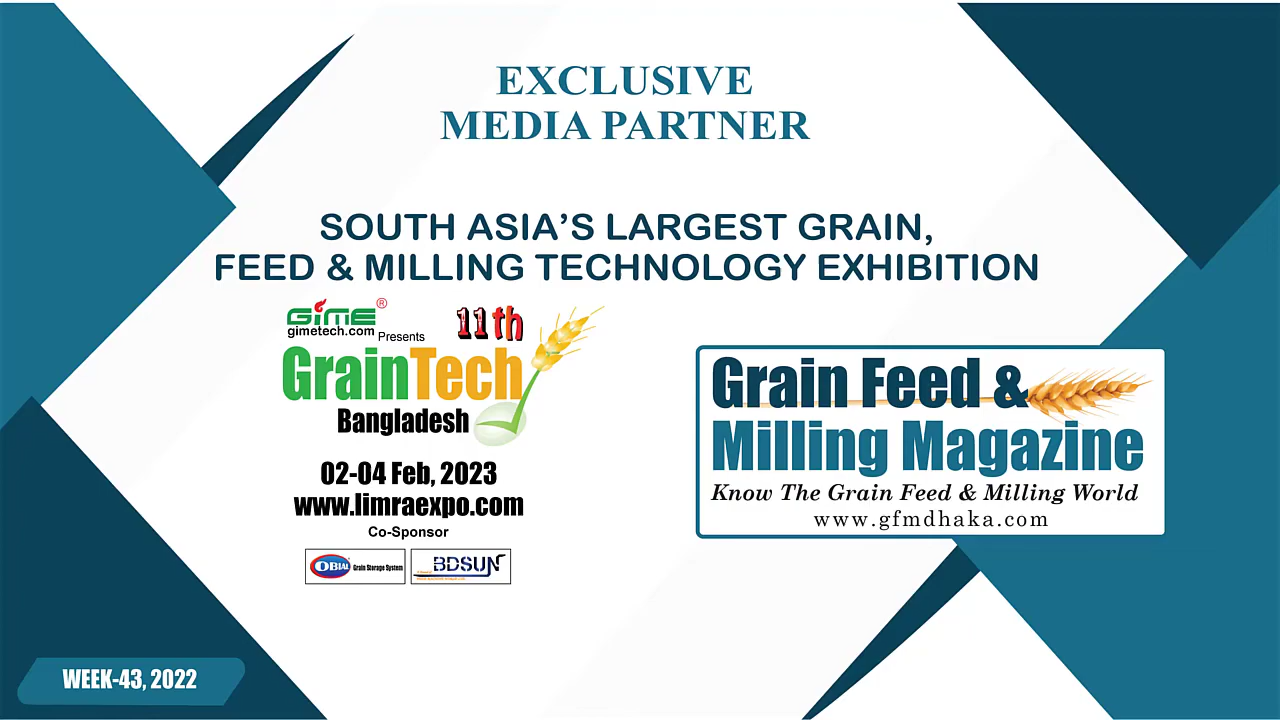 EXCLUSIVE
MEDIA PARTNER
SOUTH ASIA'S LARGEST GRAIN,
FEED & MILLING TECHNOLOGY EXHIBITION
GiME®
gimetech.com Presents
11th
GrainTech
Bangladesh
02-04 Feb, 2023
www.limraexpo.com
Co-Sponsor
OBIAL Grain Storage System
BDSUN
Grain Feed &
Milling Magazine
Know The Grain Feed & Milling World
www.gfmdhaka.com
WEEK-43, 2022